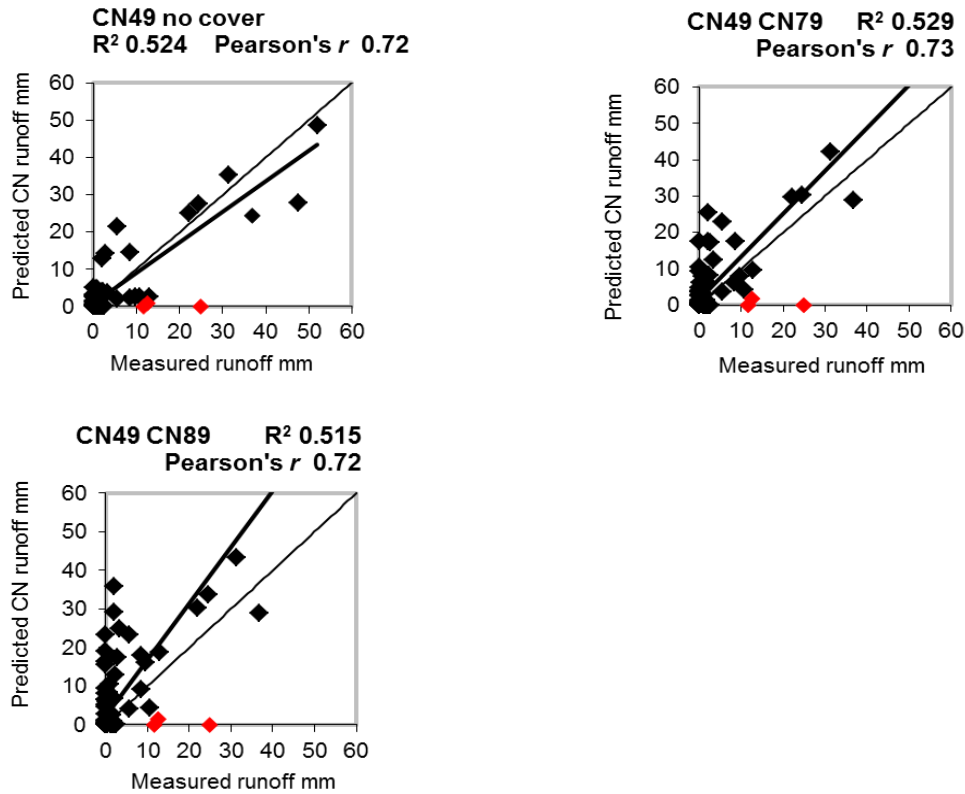 CN49 no cover
R² 0.524 Pearson's r 0.72
60
50
40
30
20
10
0
Predicted CN runoff mm
0 10 20 30 40 50 60
Measured runoff mm
CN49 CN79 R² 0.529
Pearson's r 0.73
60
50
40
30
20
10
0
Predicted CN runoff mm
0 10 20 30 40 50 60
Measured runoff mm
CN49 CN89 R² 0.515
Pearson's r 0.72
60
50
40
30
20
10
0
Predicted CN runoff mm
0 10 20 30 40 50 60
Measured runoff mm